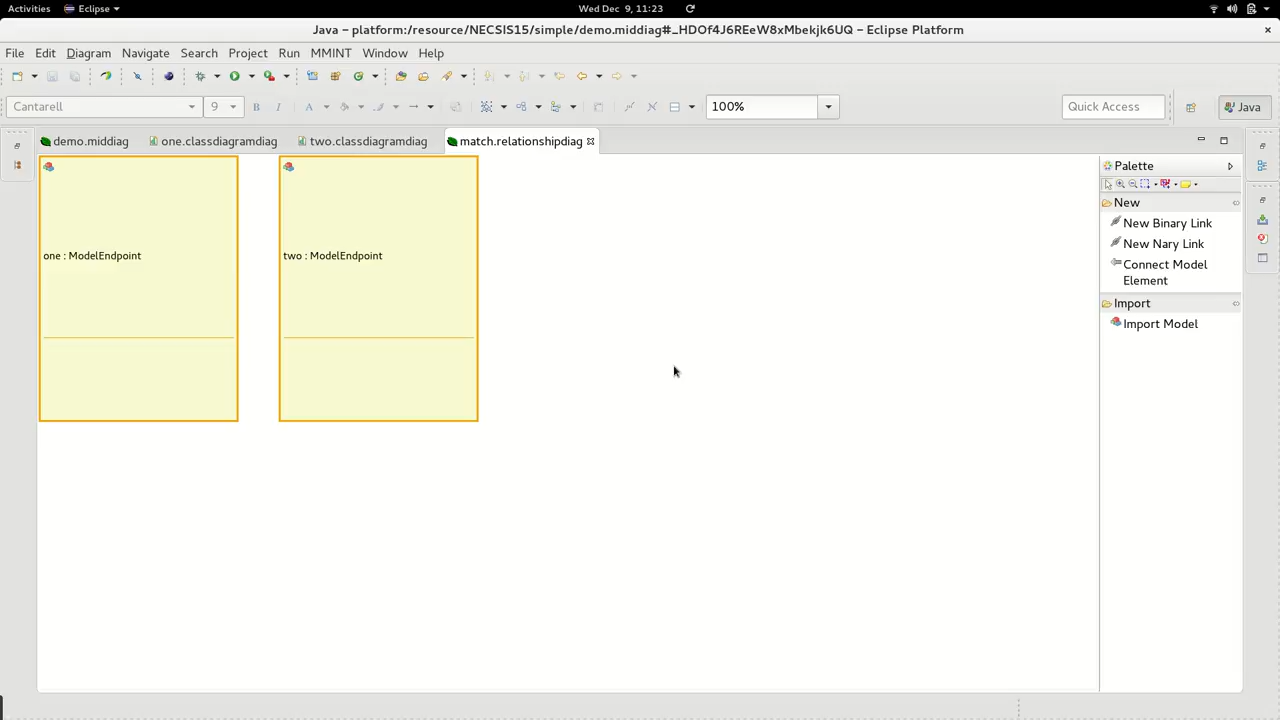 Activities Eclipse Wed Dec 9, 11:23
Java – platform:/resource/NECSIS15/simple/demo.middiag#_HDOf4J6REeW8xMbekjk6UQ – Eclipse Platform
File Edit Diagram Navigate Search Project Run MMINT Window Help
Cantarell 9 B I A 100% Quick Access Java
demo.middiag one.classdiagramdiag two.classdiagramdiag match.relationshipdiag
Palette
New
New Binary Link
New Nary Link
Connect Model
Element
Import
Import Model
one : ModelEndpoint
two : ModelEndpoint